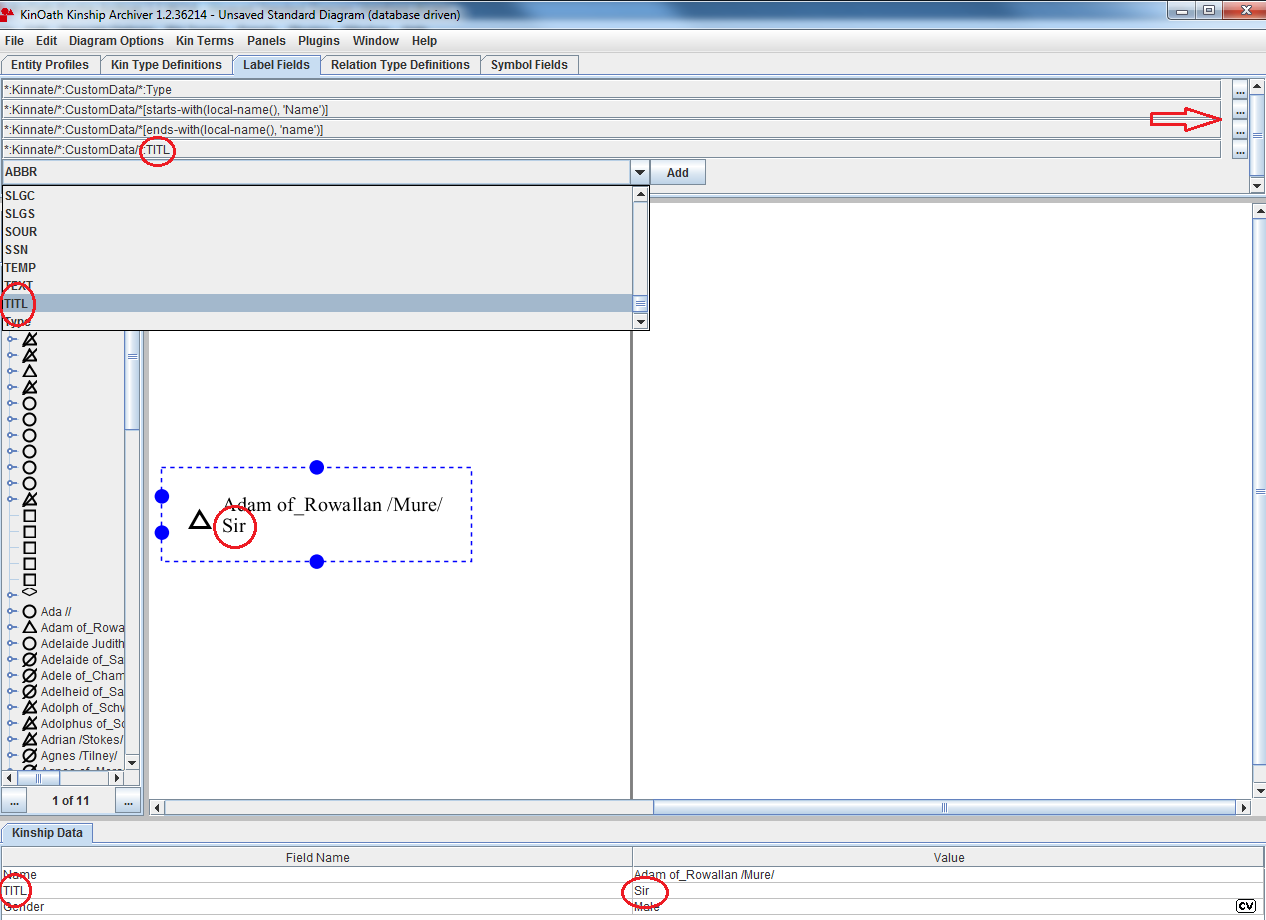 KinOath Kinship Archiver 1.2.36214 - Unsaved Standard Diagram (database driven)
File Edit Diagram Options Kin Terms Panels Plugins Window Help
Entity Profiles Kin Type Definitions Label Fields Relation Type Definitions Symbol Fields
*:Kinnate/*:CustomData/*:Type
...
*:Kinnate/*:CustomData/*[starts-with(local-name(), 'Name')]
...
*:Kinnate/*:CustomData/*[ends-with(local-name(), 'name')]
...
*:Kinnate/*:CustomData/*:TITL
...
ABBR
Add
SLGC
SLGS
SOUR
SSN
TEMP
TEXT
TITL
Type
Adam of_Rowallan /Mure/
Sir
Ada //
Adam of_Rowa
Adelaide Judith
Adelaide of_Sa
Adele of_Cham
Adelheid of_Sa
Adolph of_Schw
Adolphus of_Sc
Adrian /Stokes/
Agnes /Tilney/
... 1 of 11 ...
Kinship Data
Field Name Value
Name Adam of_Rowallan /Mure/
TITL Sir
Gender Male
CV